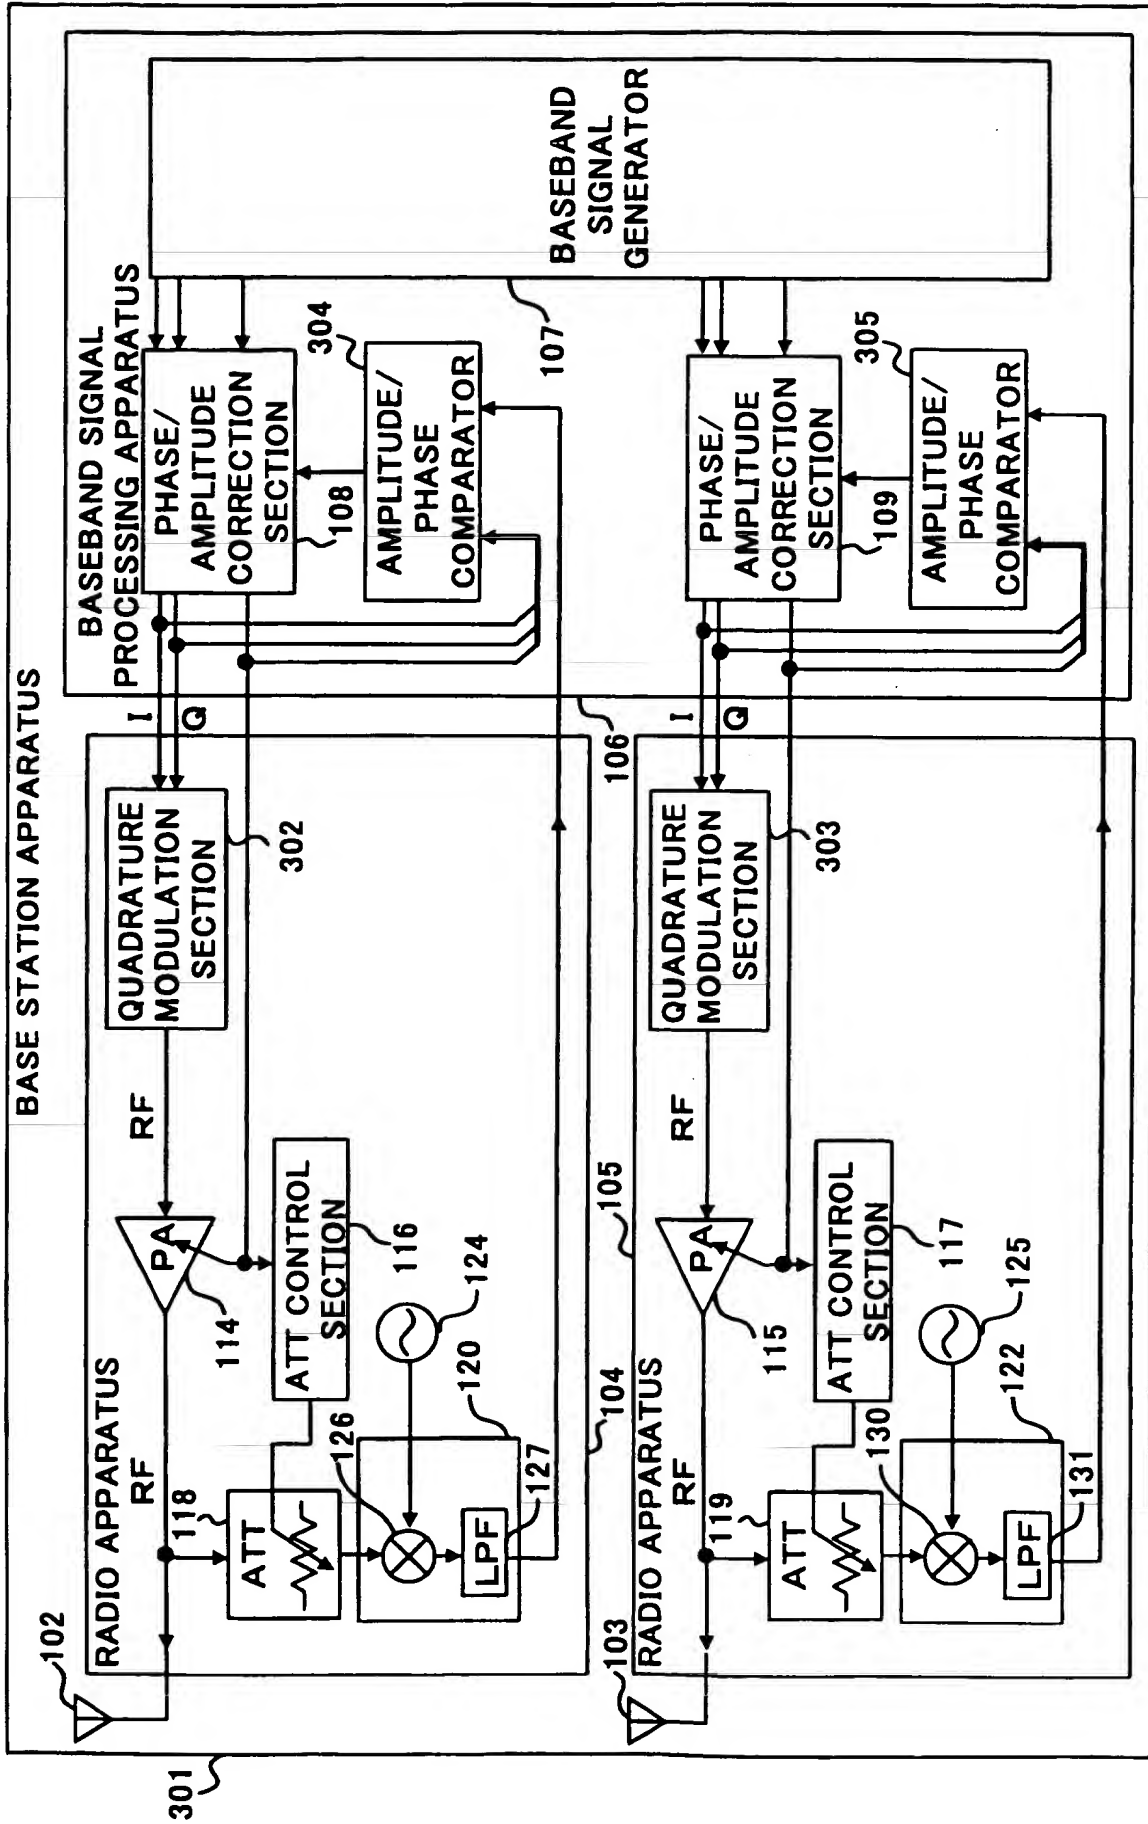 BASE STATION APPARATUS
301
102
RADIO APPARATUS
RF
118
ATT
126
LPF
127
120
124
PA
114
ATT CONTROL
SECTION
116
RF
QUADRATURE
MODULATION
SECTION
302
104
I
Q
BASEBAND SIGNAL
PROCESSING APPARATUS
106
PHASE/
AMPLITUDE
CORRECTION
SECTION
108
AMPLITUDE/
PHASE
COMPARATOR
304
BASEBAND
SIGNAL
GENERATOR
107
103
RADIO APPARATUS
105
RF
119
ATT
130
LPF
131
122
125
PA
115
ATT CONTROL
SECTION
117
RF
QUADRATURE
MODULATION
SECTION
303
I
Q
PHASE/
AMPLITUDE
CORRECTION
SECTION
109
AMPLITUDE/
PHASE
COMPARATOR
305